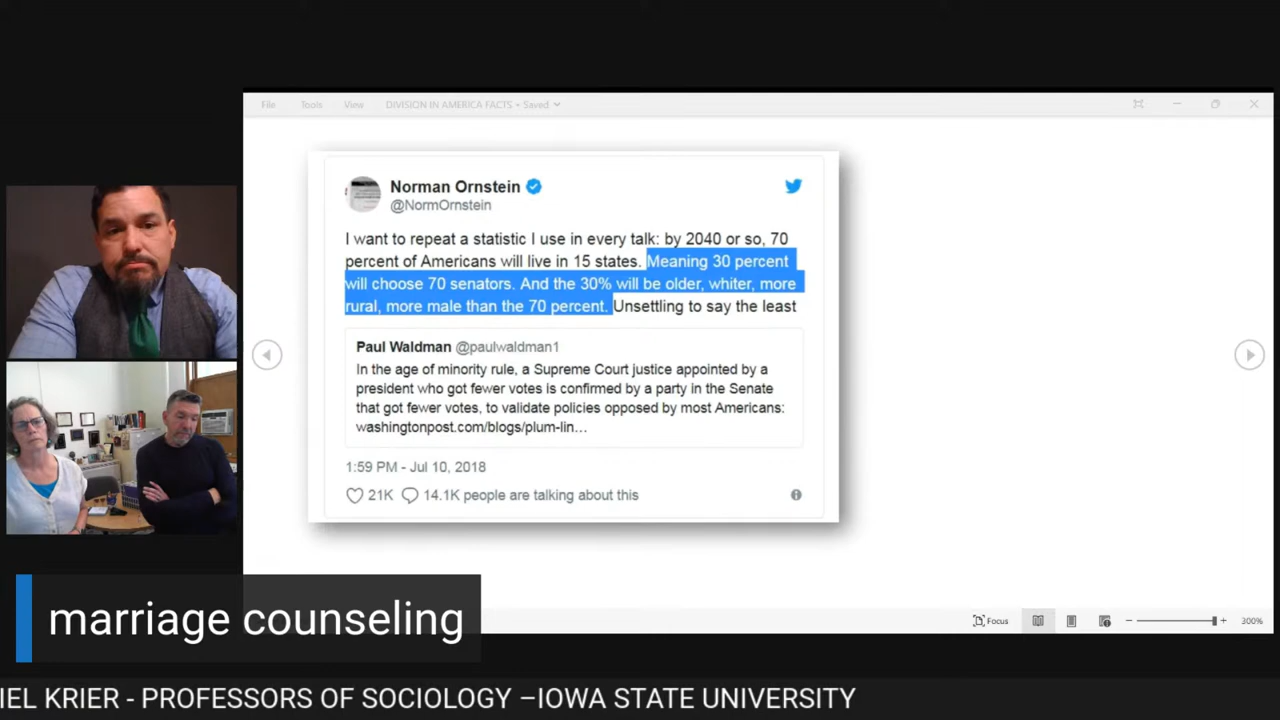 File Tools View DIVISION IN AMERICA FACTS • Saved
Norman Ornstein
@NormOrnstein
I want to repeat a statistic I use in every talk: by 2040 or so, 70
percent of Americans will live in 15 states. Meaning 30 percent
will choose 70 senators. And the 30% will be older, whiter, more
rural, more male than the 70 percent. Unsettling to say the least
Paul Waldman @paulwaldman1
In the age of minority rule, a Supreme Court justice appointed by a
president who got fewer votes is confirmed by a party in the Senate
that got fewer votes, to validate policies opposed by most Americans:
washingtonpost.com/blogs/plum-lin…
1:59 PM - Jul 10, 2018
21K 14.1K people are talking about this
marriage counseling
Focus 300%
IEL KRIER - PROFESSORS OF SOCIOLOGY –IOWA STATE UNIVERSITY